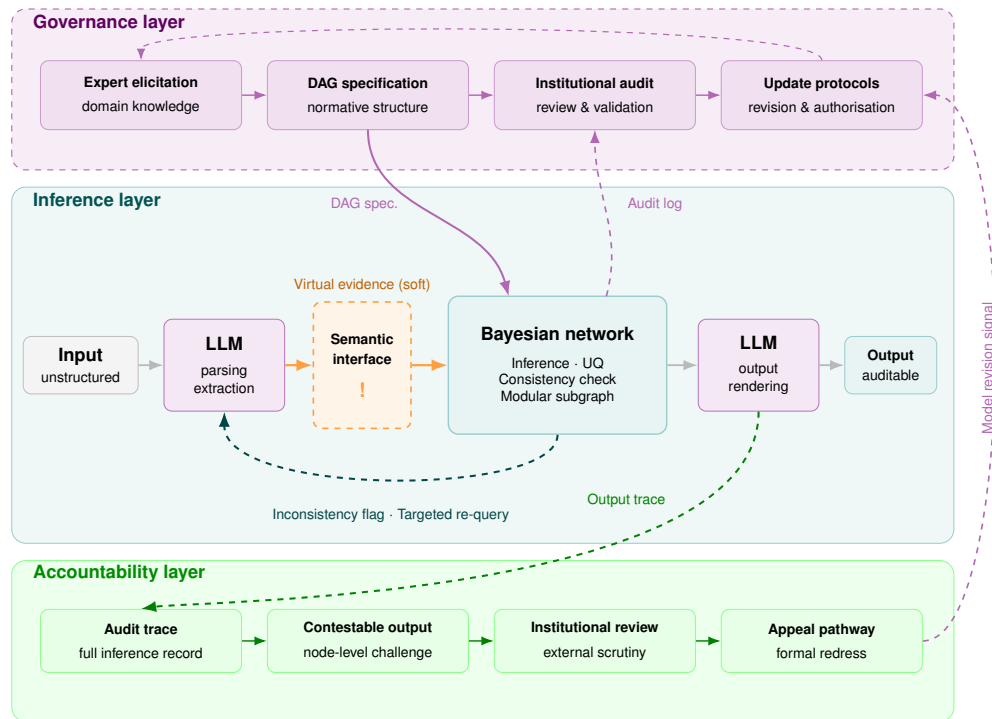 Governance layer
Expert elicitation
domain knowledge
DAG specification
normative structure
Institutional audit
review & validation
Update protocols
revision & authorisation
Inference layer
DAG spec.
Audit log
Virtual evidence (soft)
Input
unstructured
LLM
parsing
extraction
Semantic
interface
!
Bayesian network
Inference · UQ
Consistency check
Modular subgraph
LLM
output
rendering
Output
auditable
Model revision signal
Output trace
Inconsistency flag · Targeted re-query
Accountability layer
Audit trace
full inference record
Contestable output
node-level challenge
Institutional review
external scrutiny
Appeal pathway
formal redress